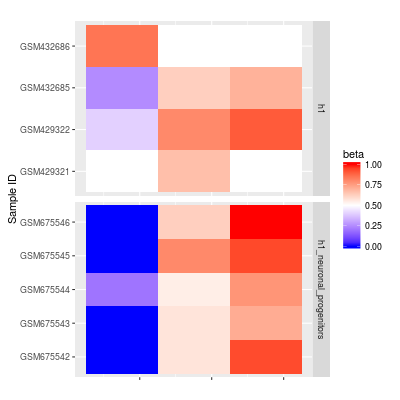 GSM432686
GSM432685
GSM429322
GSM429321
h1
GSM675546
GSM675545
GSM675544
GSM675543
GSM675542
h1_neuronal_progenitors
Sample ID
beta
1.00
0.75
0.50
0.25
0.00